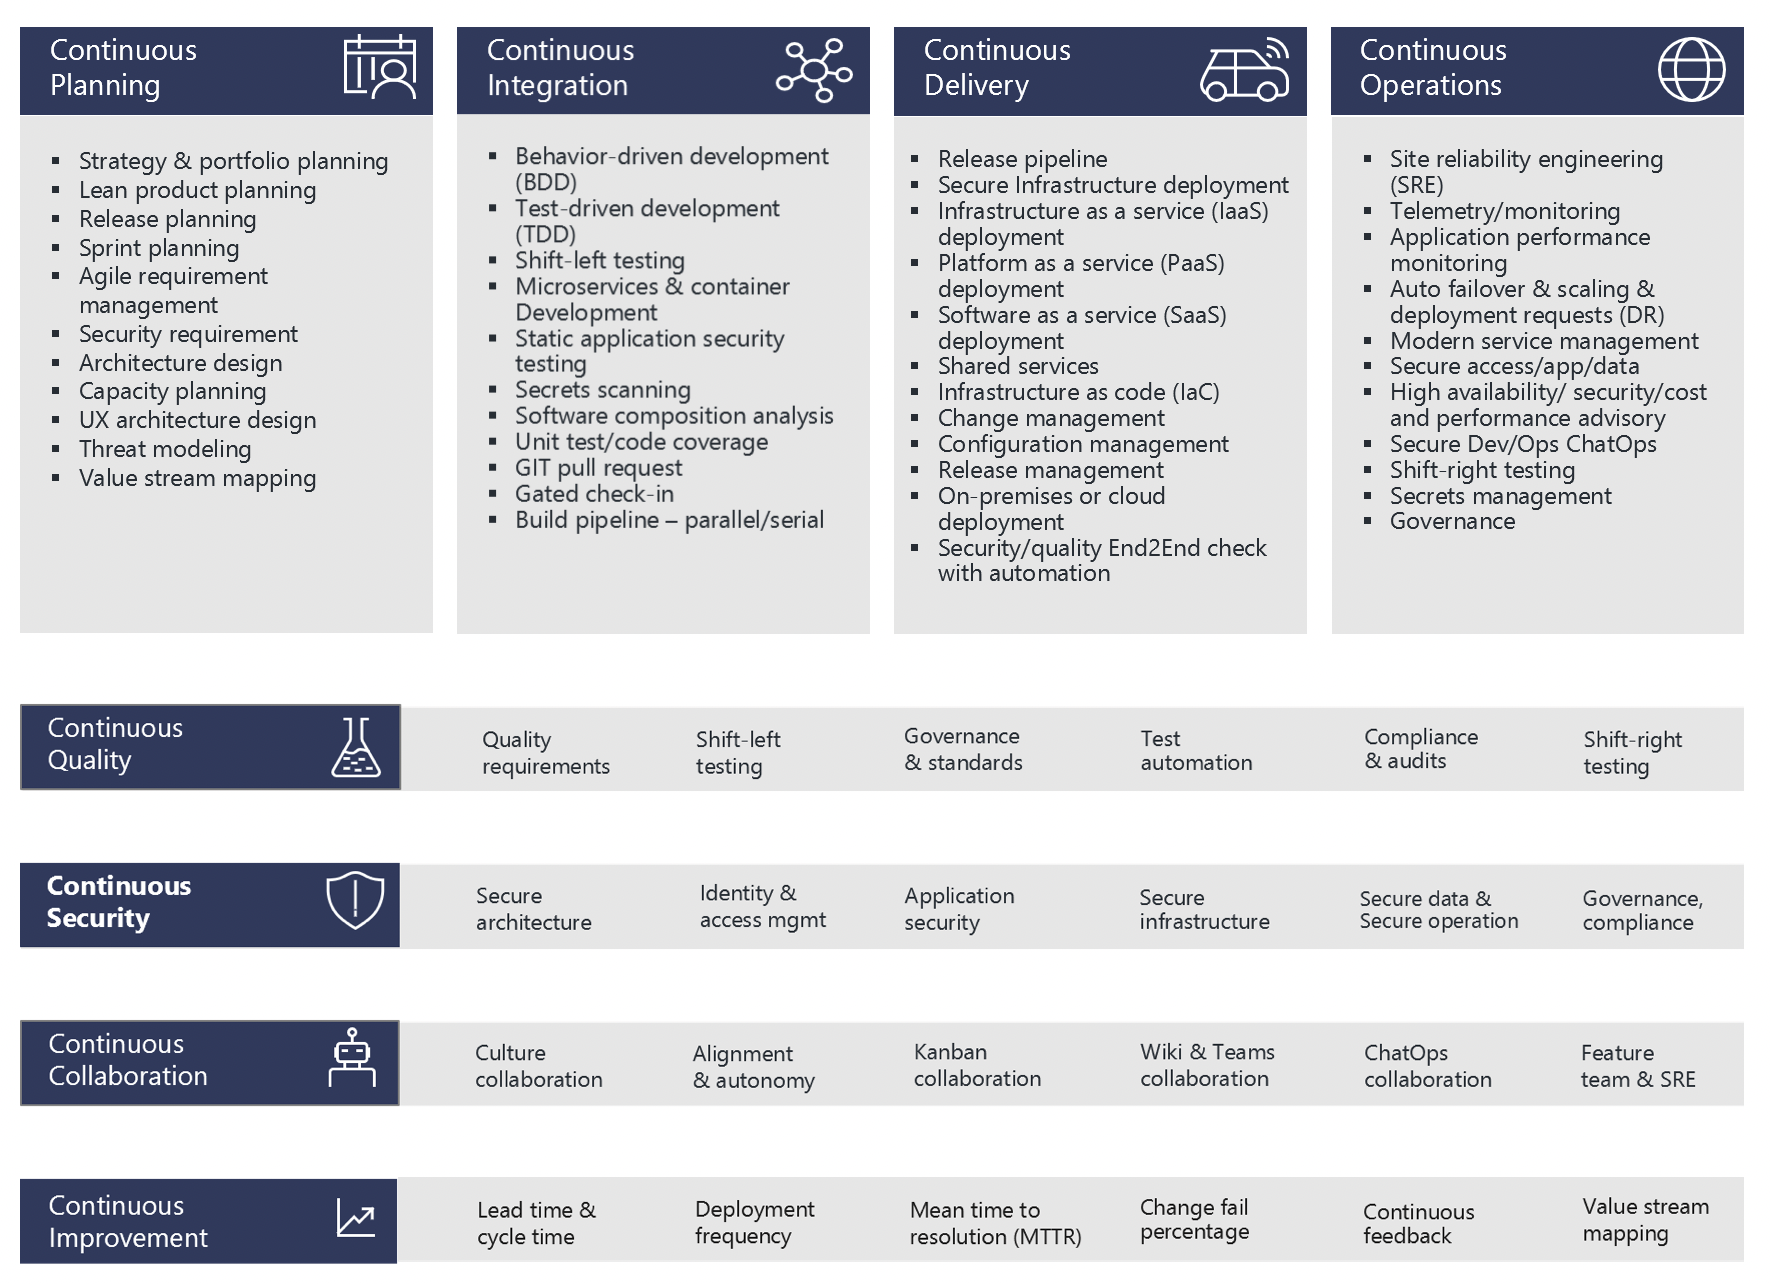 Continuous
Planning
▪ Strategy & portfolio planning
▪ Lean product planning
▪ Release planning
▪ Sprint planning
▪ Agile requirement
management
▪ Security requirement
▪ Architecture design
▪ Capacity planning
▪ UX architecture design
▪ Threat modeling
▪ Value stream mapping
Continuous
Integration
▪ Behavior-driven development
(BDD)
▪ Test-driven development
(TDD)
▪ Shift-left testing
▪ Microservices & container
Development
▪ Static application security
testing
▪ Secrets scanning
▪ Software composition analysis
▪ Unit test/code coverage
▪ GIT pull request
▪ Gated check-in
▪ Build pipeline – parallel/serial
Continuous
Delivery
▪ Release pipeline
▪ Secure Infrastructure deployment
▪ Infrastructure as a service (IaaS)
deployment
▪ Platform as a service (PaaS)
deployment
▪ Software as a service (SaaS)
deployment
▪ Shared services
▪ Infrastructure as code (IaC)
▪ Change management
▪ Configuration management
▪ Release management
▪ On-premises or cloud
deployment
▪ Security/quality End2End check
with automation
Continuous
Operations
▪ Site reliability engineering
(SRE)
▪ Telemetry/monitoring
▪ Application performance
monitoring
▪ Auto failover & scaling &
deployment requests (DR)
▪ Modern service management
▪ Secure access/app/data
▪ High availability/ security/cost
and performance advisory
▪ Secure Dev/Ops ChatOps
▪ Shift-right testing
▪ Secrets management
▪ Governance
Continuous
Quality
Quality
requirements
Shift-left
testing
Governance
& standards
Test
automation
Compliance
& audits
Shift-right
testing
Continuous
Security
Secure
architecture
Identity &
access mgmt
Application
security
Secure
infrastructure
Secure data &
Secure operation
Governance,
compliance
Continuous
Collaboration
Culture
collaboration
Alignment
& autonomy
Kanban
collaboration
Wiki & Teams
collaboration
ChatOps
collaboration
Feature
team & SRE
Continuous
Improvement
Lead time &
cycle time
Deployment
frequency
Mean time to
resolution (MTTR)
Change fail
percentage
Continuous
feedback
Value stream
mapping